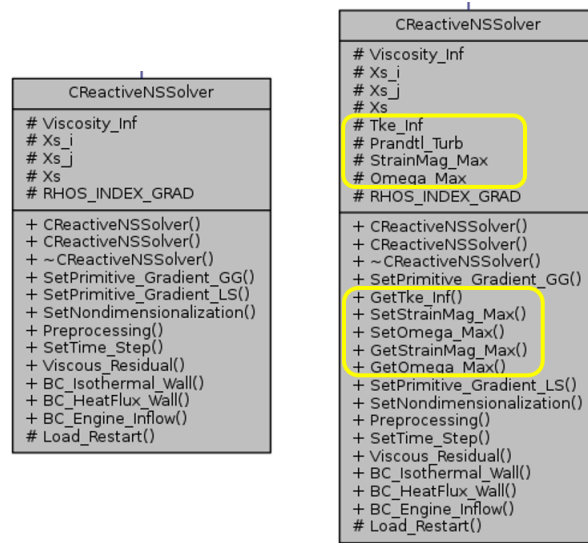 CReactiveNSSolver
# Viscosity_Inf
# Xs_i
# Xs_j
# Xs
# RHOS_INDEX_GRAD
+ CReactiveNSSolver()
+ CReactiveNSSolver()
+ ~CReactiveNSSolver()
+ SetPrimitive_Gradient_GG()
+ SetPrimitive_Gradient_LS()
+ SetNondimensionalization()
+ Preprocessing()
+ SetTime_Step()
+ Viscous_Residual()
+ BC_Isothermal_Wall()
+ BC_HeatFlux_Wall()
+ BC_Engine_Inflow()
# Load_Restart()
CReactiveNSSolver
# Viscosity_Inf
# Xs_i
# Xs_j
# Xs
# Tke_Inf
# Prandtl_Turb
# StrainMag_Max
# Omega_Max
# RHOS_INDEX_GRAD
+ CReactiveNSSolver()
+ CReactiveNSSolver()
+ ~CReactiveNSSolver()
+ SetPrimitive_Gradient_GG()
+ GetTke_Inf()
+ SetStrainMag_Max()
+ SetOmega_Max()
+ GetStrainMag_Max()
+ GetOmega_Max()
+ SetPrimitive_Gradient_LS()
+ SetNondimensionalization()
+ Preprocessing()
+ SetTime_Step()
+ Viscous_Residual()
+ BC_Isothermal_Wall()
+ BC_HeatFlux_Wall()
+ BC_Engine_Inflow()
# Load_Restart()